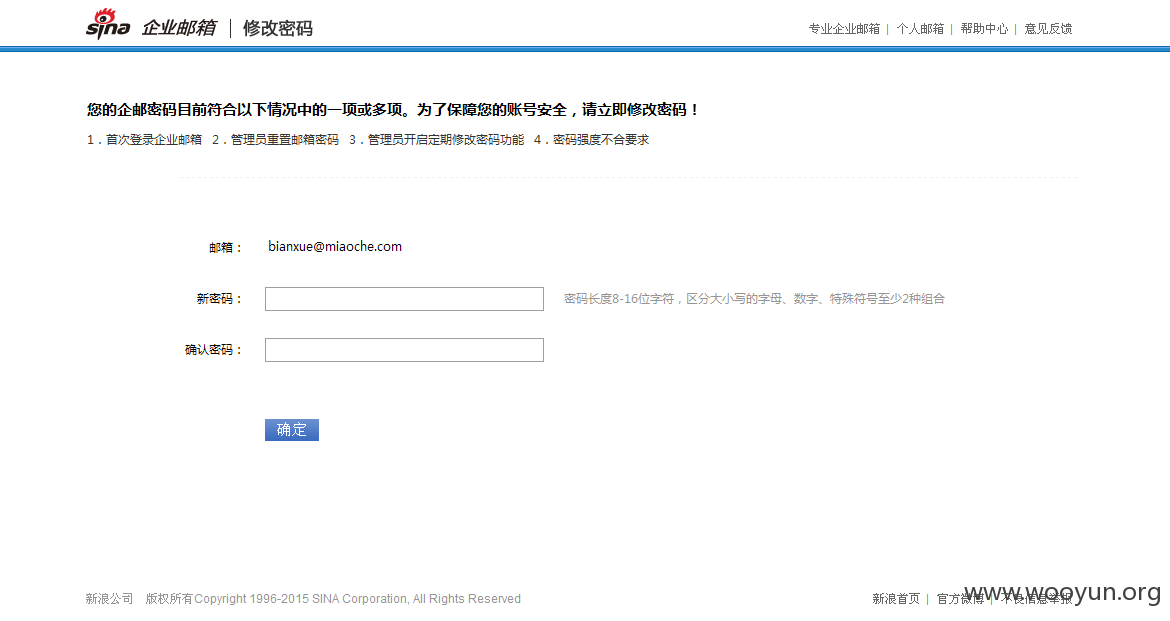 sina 企业邮箱 | 修改密码
专业企业邮箱 | 个人邮箱 | 帮助中心 | 意见反馈
您的企邮密码目前符合以下情况中的一项或多项。为了保障您的账号安全，请立即修改密码！
1．首次登录企业邮箱 2．管理员重置邮箱密码 3．管理员开启定期修改密码功能 4．密码强度不合要求
邮箱： bianxue@miaoche.com
新密码： 密码长度8-16位字符，区分大小写的字母、数字、特殊符号至少2种组合
确认密码：
确定
新浪公司 版权所有Copyright 1996-2015 SINA Corporation, All Rights Reserved
新浪首页 | 官方微博 | 不良信息举报
www.wooyun.org